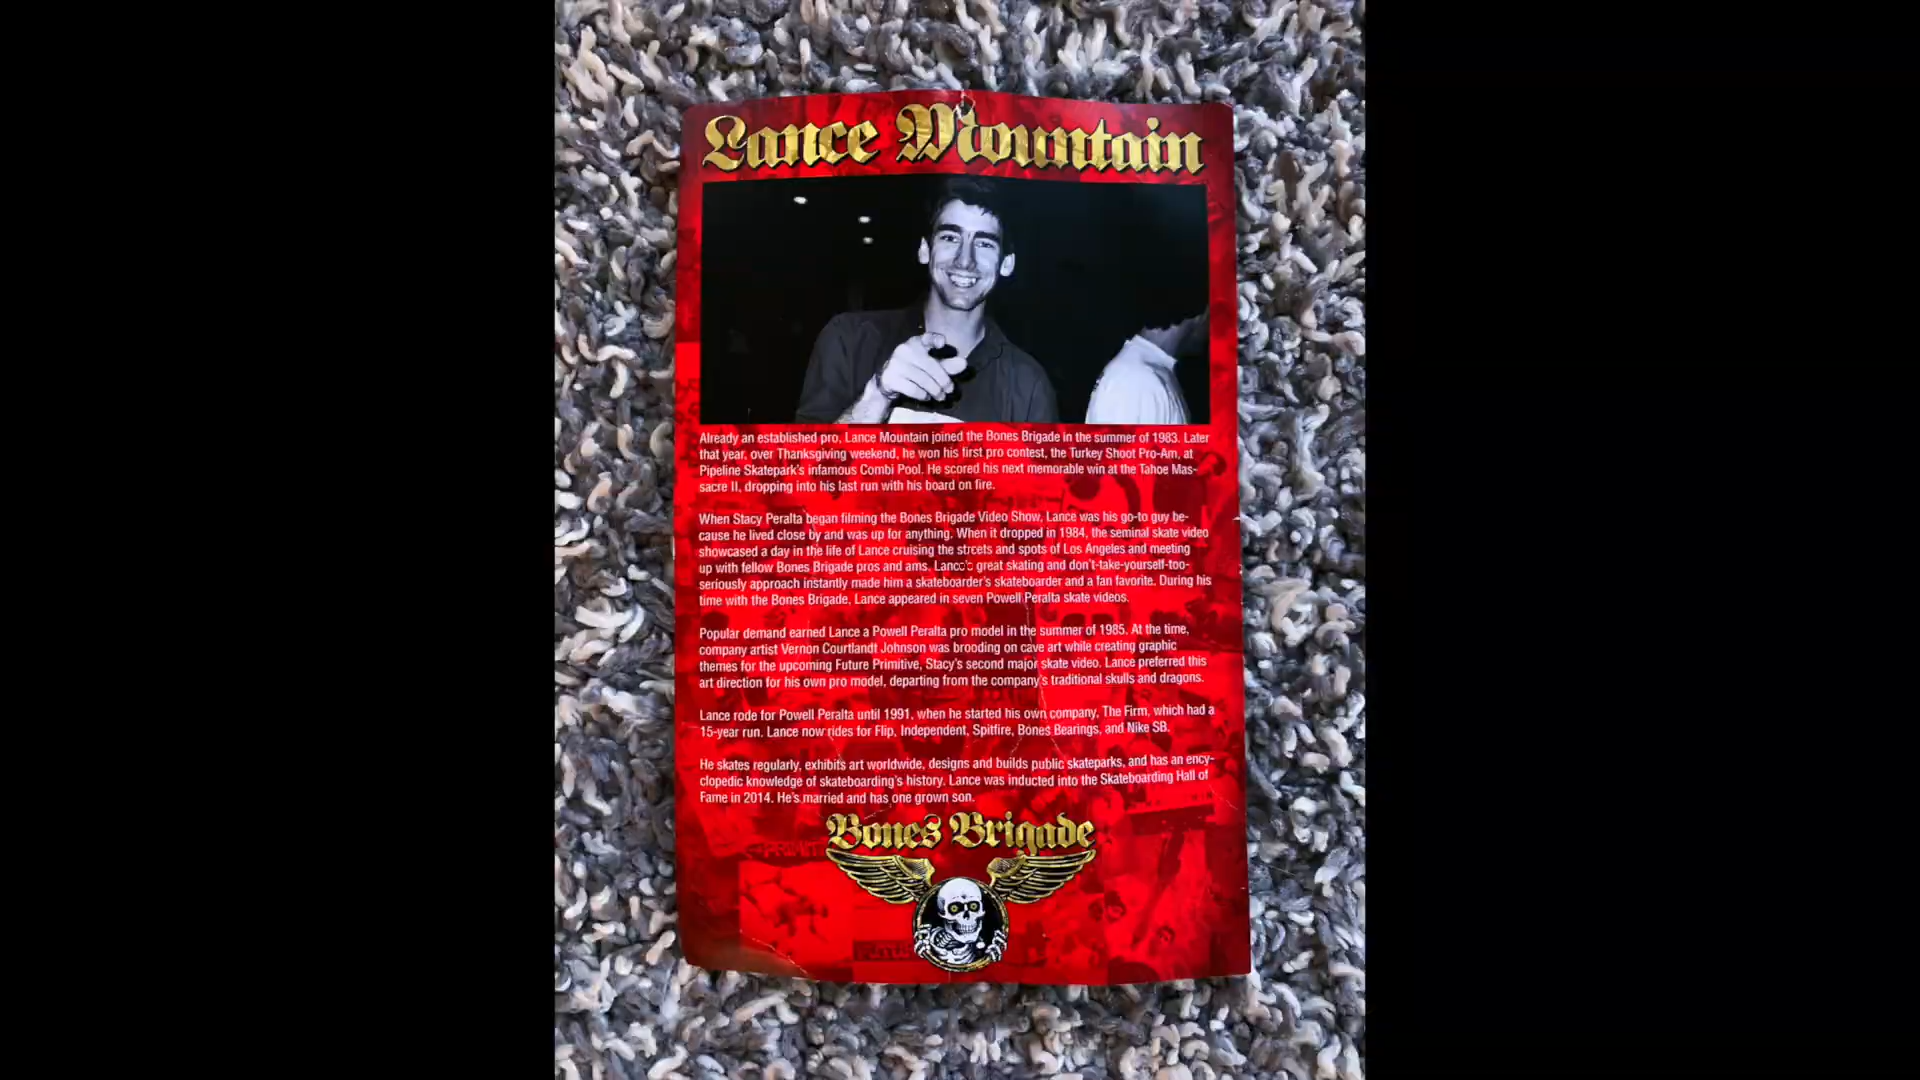 Lance Mountain
Already an established pro, Lance Mountain joined the Bones Brigade in the summer of 1983. Later
that year, over Thanksgiving weekend, he won his first pro contest, the Turkey Shoot Pro-Am, at
Pipeline Skatepark's infamous Combi Pool. He scored his next memorable win at the Tahoe Mas-
sacre II, dropping into his last run with his board on fire.
When Stacy Peralta began filming the Bones Brigade Video Show, Lance was his go-to guy be-
cause he lived close by and was up for anything. When it dropped in 1984, the seminal skate video
showcased a day in the life of Lance cruising the streets and spots of Los Angeles and meeting
up with fellow Bones Brigade pros and ams. Lance's great skating and don't-take-yourself-too-
seriously approach instantly made him a skateboarder's skateboarder and a fan favorite. During his
time with the Bones Brigade, Lance appeared in seven Powell Peralta skate videos.
Popular demand earned Lance a Powell Peralta pro model in the summer of 1985. At the time,
company artist Vernon Courtlandt Johnson was brooding on cave art while creating graphic
themes for the upcoming Future Primitive, Stacy's second major skate video. Lance preferred this
art direction for his own pro model, departing from the company's traditional skulls and dragons.
Lance rode for Powell Peralta until 1991, when he started his own company, The Firm, which had a
15-year run. Lance now rides for Flip, Independent, Spitfire, Bones Bearings, and Nike SB.
He skates regularly, exhibits art worldwide, designs and builds public skateparks, and has an ency-
clopedic knowledge of skateboarding's history. Lance was inducted into the Skateboarding Hall of
Fame in 2014. He's married and has one grown son.
Bones Brigade